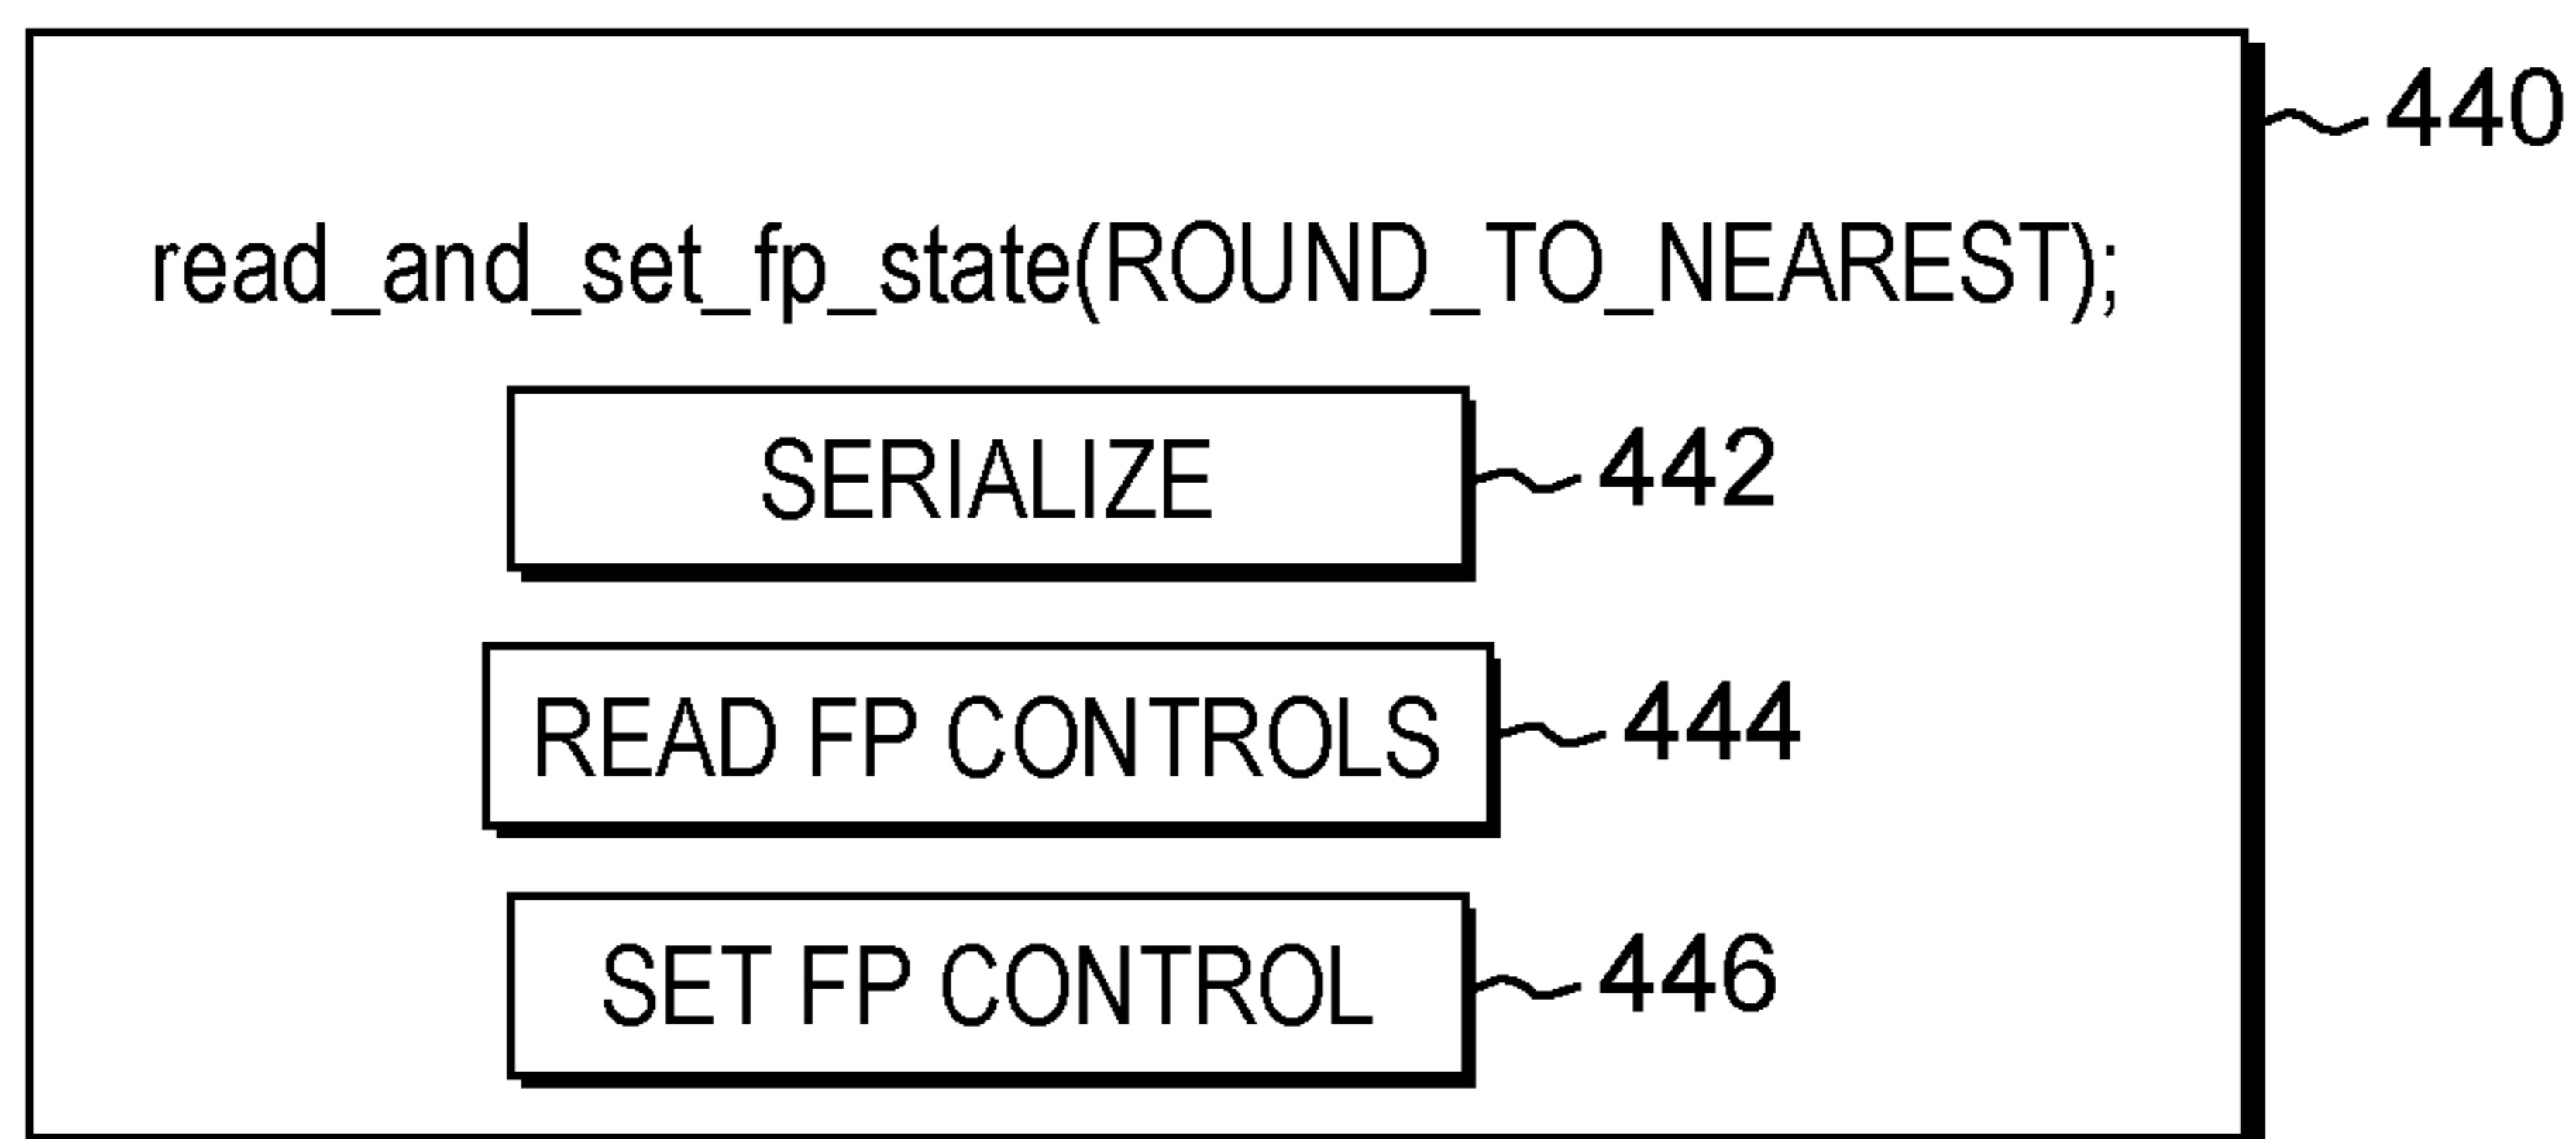 440
read_and_set_fp_state(ROUND_TO_NEAREST);
SERIALIZE 442
READ FP CONTROLS 444
SET FP CONTROL 446